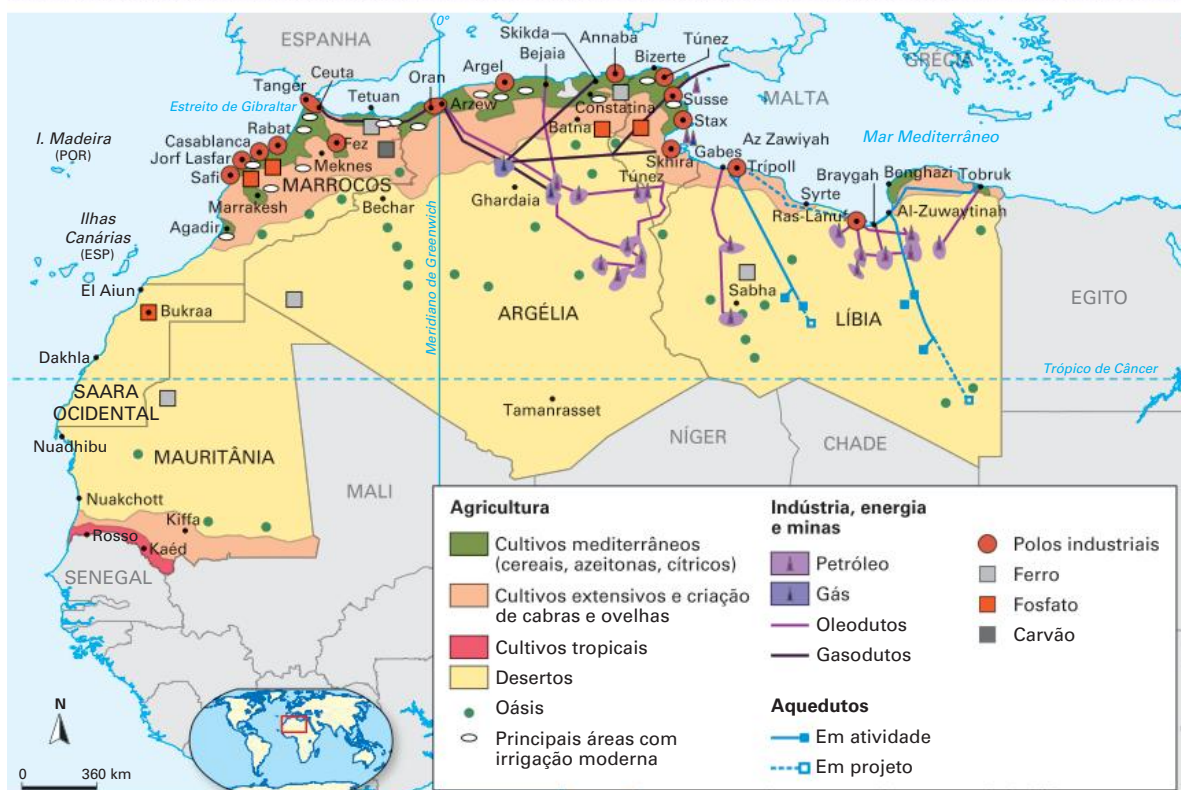 0°
ESPANHA
GRÉCIA
MALTA
Mar Mediterrâneo
Estreito de Gibraltar
I. Madeira
(POR)
Ilhas
Canárias
(ESP)
Skikda
Annaba
Túnez
Bejaia
Bizerte
Ceuta
Argel
Oran
Tanger
Tetuan
Arzew
Constatina
Susse
Batna
Stax
Rabat
Casablanca
Jorf Lasfar
Fez
Safi
Meknes
MARROCOS
Marrakesh
Agadir
Bechar
Ghardaia
Túnez
Skhira
Gabes
Az Zawiyah
Trípoll
Syrte
Braygah
Benghazi
Tobruk
Ras-Lânuf
Al-Zuwaytinah
El Aiun
Bukraa
Meridiano de Greenwich
ARGÉLIA
Sabha
LÍBIA
EGITO
Dakhla
SAARA
OCIDENTAL
Trópico de Câncer
Tamanrasset
Nuadhibu
MAURITÂNIA
MALI
NÍGER
CHADE
Nuakchott
Kiffa
Rosso
Kaéd
SENEGAL
N
0
360 km
Agricultura
Cultivos mediterrâneos
(cereais, azeitonas, cítricos)
Cultivos extensivos e criação
de cabras e ovelhas
Cultivos tropicais
Desertos
Oásis
Principais áreas com
irrigação moderna
Indústria, energia
e minas
Petróleo
Gás
Oleodutos
Gasodutos
Aquedutos
Em atividade
Em projeto
Polos industriais
Ferro
Fosfato
Carvão